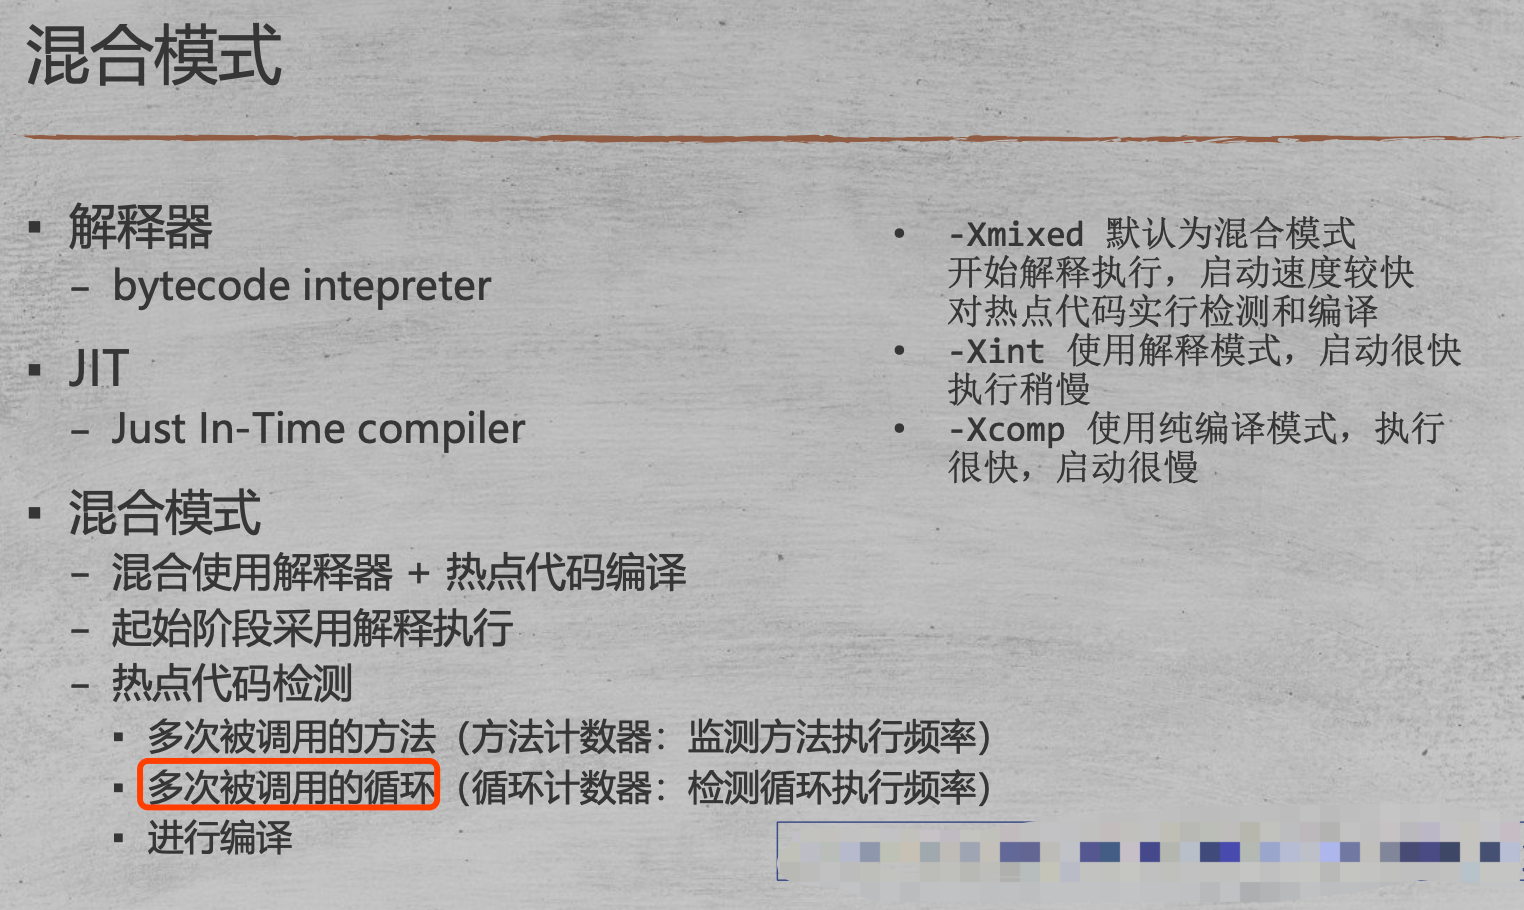 混合模式
解释器
– bytecode intepreter
JIT
– Just In-Time compiler
混合模式
– 混合使用解释器 + 热点代码编译
– 起始阶段采用解释执行
– 热点代码检测
多次被调用的方法（方法计数器：监测方法执行频率）
多次被调用的循环（循环计数器：检测循环执行频率）
进行编译
• -Xmixed 默认为混合模式
开始解释执行，启动速度较快
对热点代码实行检测和编译
• -Xint 使用解释模式，启动很快
执行稍慢
• -Xcomp 使用纯编译模式，执行
很快，启动很慢